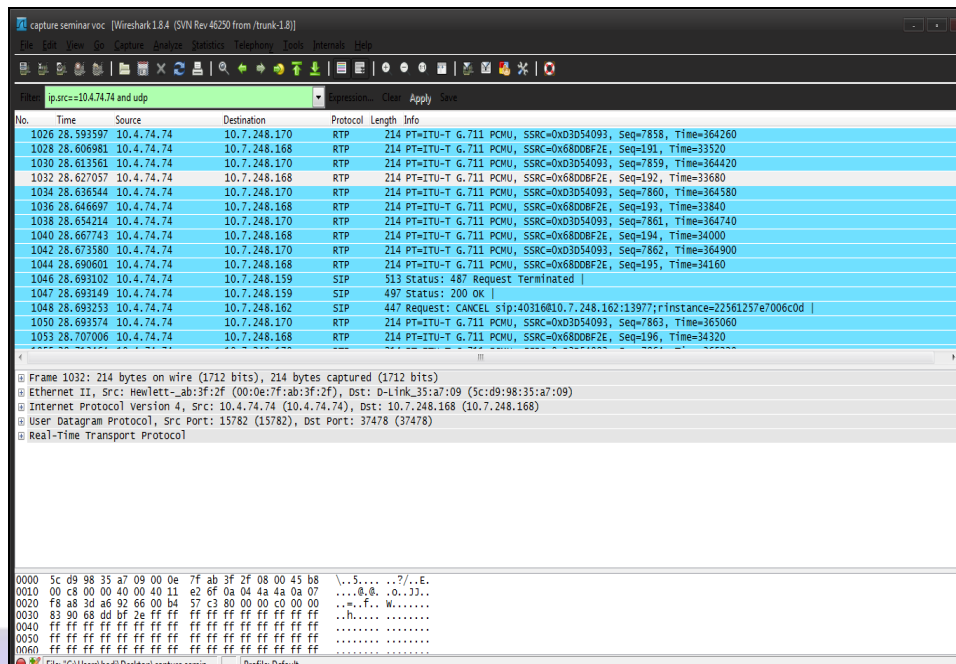 capture seminar voc [Wireshark 1.8.4 (SVN Rev 46250 from /trunk-1.8)]
File Edit View Go Capture Analyze Statistics Telephony Tools Internals Help
Filter: ip.src==10.4.74.74 and udp Expression... Clear Apply Save
No. Time Source Destination Protocol Length Info
1026 28.593597 10.4.74.74 10.7.248.170 RTP 214 PT=ITU-T G.711 PCMU, SSRC=0xD3D54093, Seq=7858, Time=364260
1028 28.606981 10.4.74.74 10.7.248.168 RTP 214 PT=ITU-T G.711 PCMU, SSRC=0x68DDBF2E, Seq=191, Time=33520
1030 28.613561 10.4.74.74 10.7.248.170 RTP 214 PT=ITU-T G.711 PCMU, SSRC=0xD3D54093, Seq=7859, Time=364420
1032 28.627057 10.4.74.74 10.7.248.168 RTP 214 PT=ITU-T G.711 PCMU, SSRC=0x68DDBF2E, Seq=192, Time=33680
1034 28.636544 10.4.74.74 10.7.248.170 RTP 214 PT=ITU-T G.711 PCMU, SSRC=0xD3D54093, Seq=7860, Time=364580
1036 28.646697 10.4.74.74 10.7.248.168 RTP 214 PT=ITU-T G.711 PCMU, SSRC=0x68DDBF2E, Seq=193, Time=33840
1038 28.654214 10.4.74.74 10.7.248.170 RTP 214 PT=ITU-T G.711 PCMU, SSRC=0xD3D54093, Seq=7861, Time=364740
1040 28.667743 10.4.74.74 10.7.248.168 RTP 214 PT=ITU-T G.711 PCMU, SSRC=0x68DDBF2E, Seq=194, Time=34000
1042 28.673580 10.4.74.74 10.7.248.170 RTP 214 PT=ITU-T G.711 PCMU, SSRC=0xD3D54093, Seq=7862, Time=364900
1044 28.690601 10.4.74.74 10.7.248.168 RTP 214 PT=ITU-T G.711 PCMU, SSRC=0x68DDBF2E, Seq=195, Time=34160
1046 28.693102 10.4.74.74 10.7.248.159 SIP 513 Status: 487 Request Terminated |
1047 28.693149 10.4.74.74 10.7.248.159 SIP 497 Status: 200 OK |
1048 28.693253 10.4.74.74 10.7.248.162 SIP 447 Request: CANCEL sip:40316@10.7.248.162:13977;rinstance=22561257e7006c0d |
1050 28.693574 10.4.74.74 10.7.248.170 RTP 214 PT=ITU-T G.711 PCMU, SSRC=0xD3D54093, Seq=7863, Time=365060
1053 28.707006 10.4.74.74 10.7.248.168 RTP 214 PT=ITU-T G.711 PCMU, SSRC=0x68DDBF2E, Seq=196, Time=34320
Frame 1032: 214 bytes on wire (1712 bits), 214 bytes captured (1712 bits)
Ethernet II, Src: Hewlett-_ab:3f:2f (00:0e:7f:ab:3f:2f), Dst: D-Link_35:a7:09 (5c:d9:98:35:a7:09)
Internet Protocol Version 4, Src: 10.4.74.74 (10.4.74.74), Dst: 10.7.248.168 (10.7.248.168)
User Datagram Protocol, Src Port: 15782 (15782), Dst Port: 37478 (37478)
Real-Time Transport Protocol
0000 5c d9 98 35 a7 09 00 0e 7f ab 3f 2f 08 00 45 b8 \..5.... ..?/..E.
0010 00 c8 00 00 40 00 40 11 e2 6f 0a 04 4a 4a 0a 07 ....@.@. .o..JJ..
0020 f8 a8 3d a6 92 66 00 b4 57 c3 80 00 00 c0 00 00 ..=..f.. W.......
0030 83 90 68 dd bf 2e ff ff ff ff ff ff ff ff ff ff ..h..... ........
0040 ff ff ff ff ff ff ff ff ff ff ff ff ff ff ff ff ........ ........
0050 ff ff ff ff ff ff ff ff ff ff ff ff ff ff ff ff ........ ........
0060 ff ff ff ff ff ff ff ff ff ff ff ff ff ff ff ff ........ ........